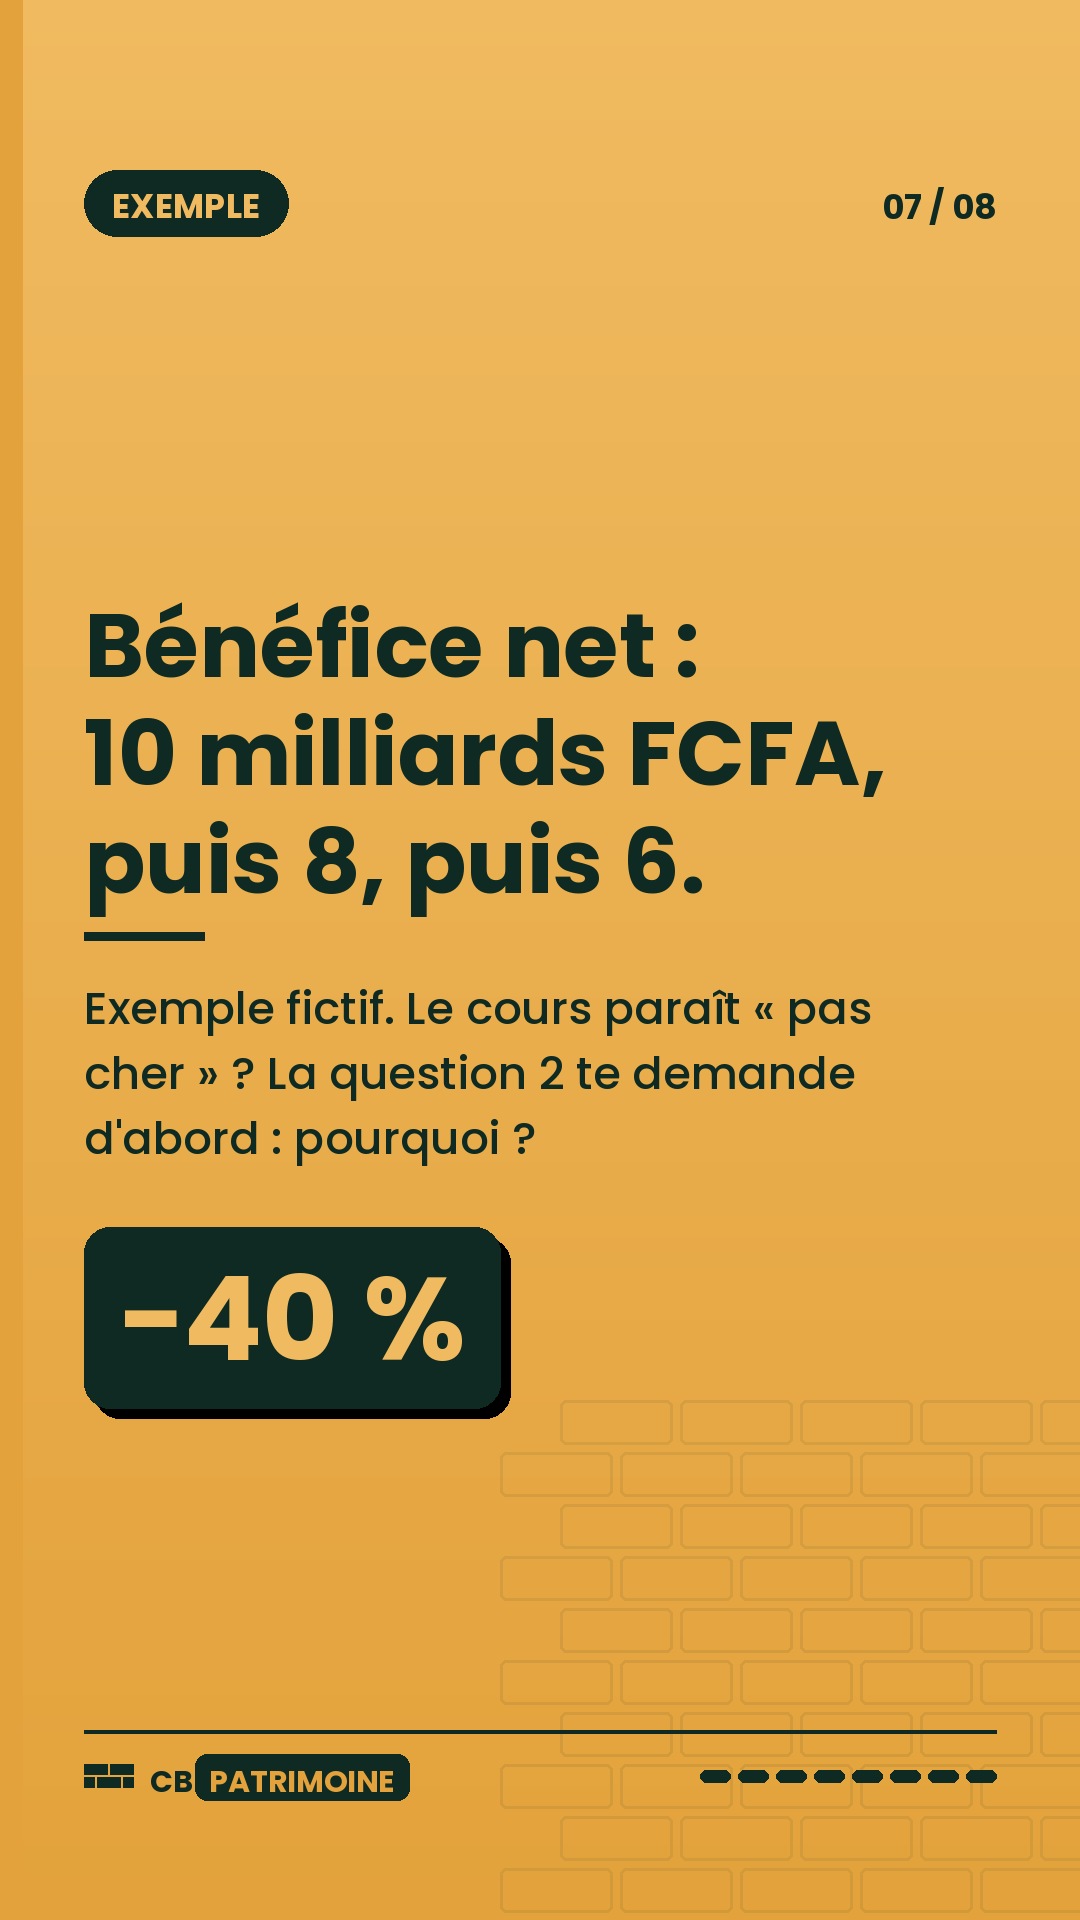 EXEMPLE
07 / 08
Bénéfice net :
10 milliards FCFA,
puis 8, puis 6.
Exemple fictif. Le cours paraît « pas
cher » ? La question 2 te demande
d'abord : pourquoi ?
−40 %
CB PATRIMOINE